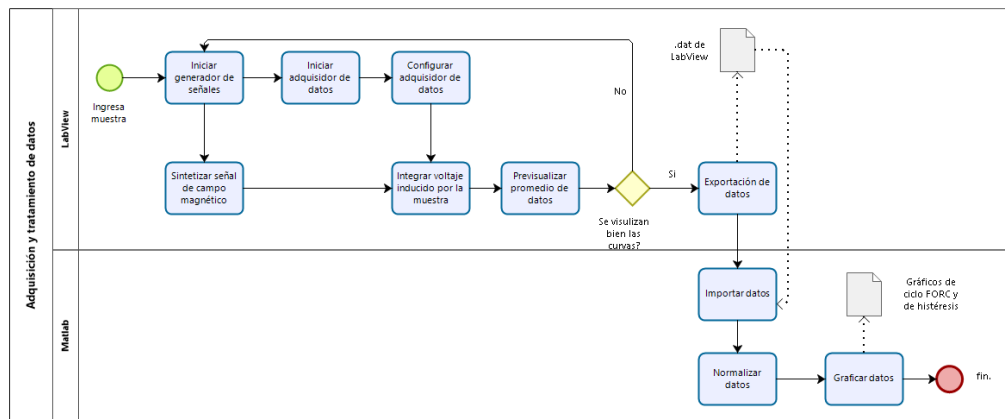 Adquisición y tratamiento de datos
LabView
Ingresa
muestra
Iniciar
generador de
señales
Iniciar
adquisidor de
datos
Configurar
adquisidor de
datos
No
.dat de
LabView
Sintetizar señal
de campo
magnético
Integrar voltaje
inducido por la
muestra
Previsualizar
promedio de
datos
Se visulizan
bien las
curvas?
Si
Exportación de
datos
Matlab
Importar datos
Gráficos de
ciclo FORC y
de histéresis
Normalizar
datos
Graficar datos
fin.